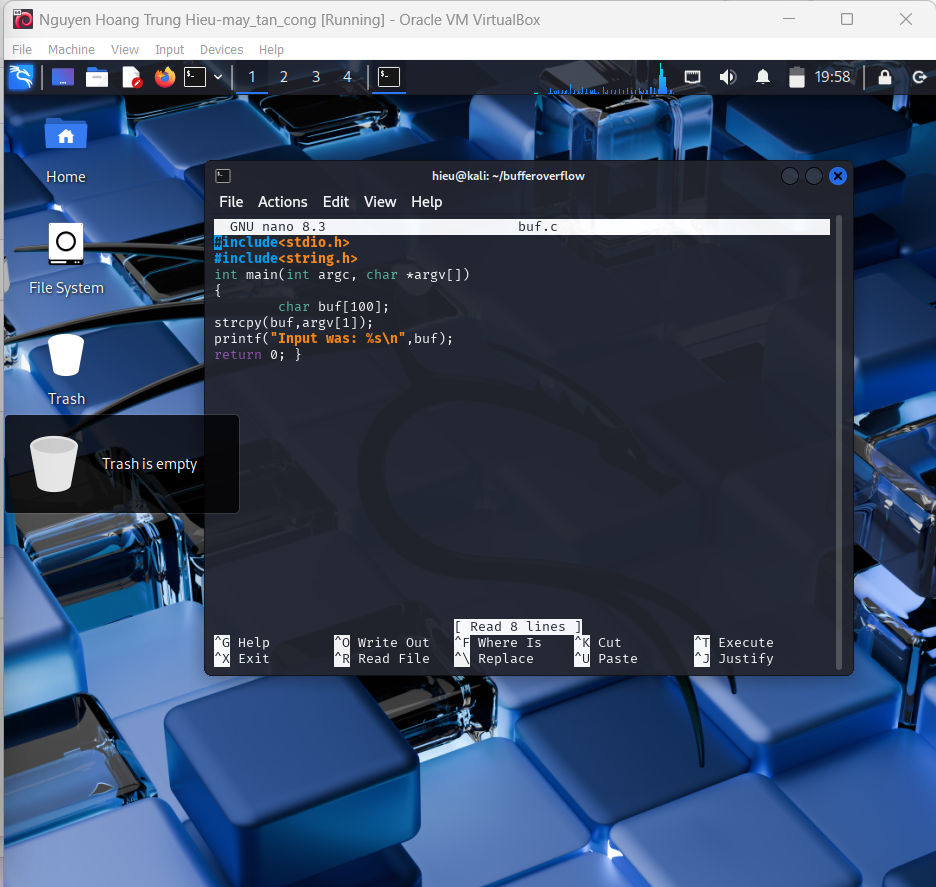 Nguyen Hoang Trung Hieu-may_tan_cong [Running] - Oracle VM VirtualBox
File Machine View Input Devices Help
1 2 3 4 19:58
Home
File System
Trash
Trash is empty
hieu@kali: ~/bufferoverflow
File Actions Edit View Help
GNU nano 8.3 buf.c
#include<stdio.h>
#include<string.h>
int main(int argc, char *argv[])
{
char buf[100];
strcpy(buf,argv[1]);
printf("Input was: %s\n",buf);
return 0; }
[ Read 8 lines ]
^G Help ^O Write Out ^F Where Is ^K Cut ^T Execute
^X Exit ^R Read File ^\ Replace ^U Paste ^J Justify